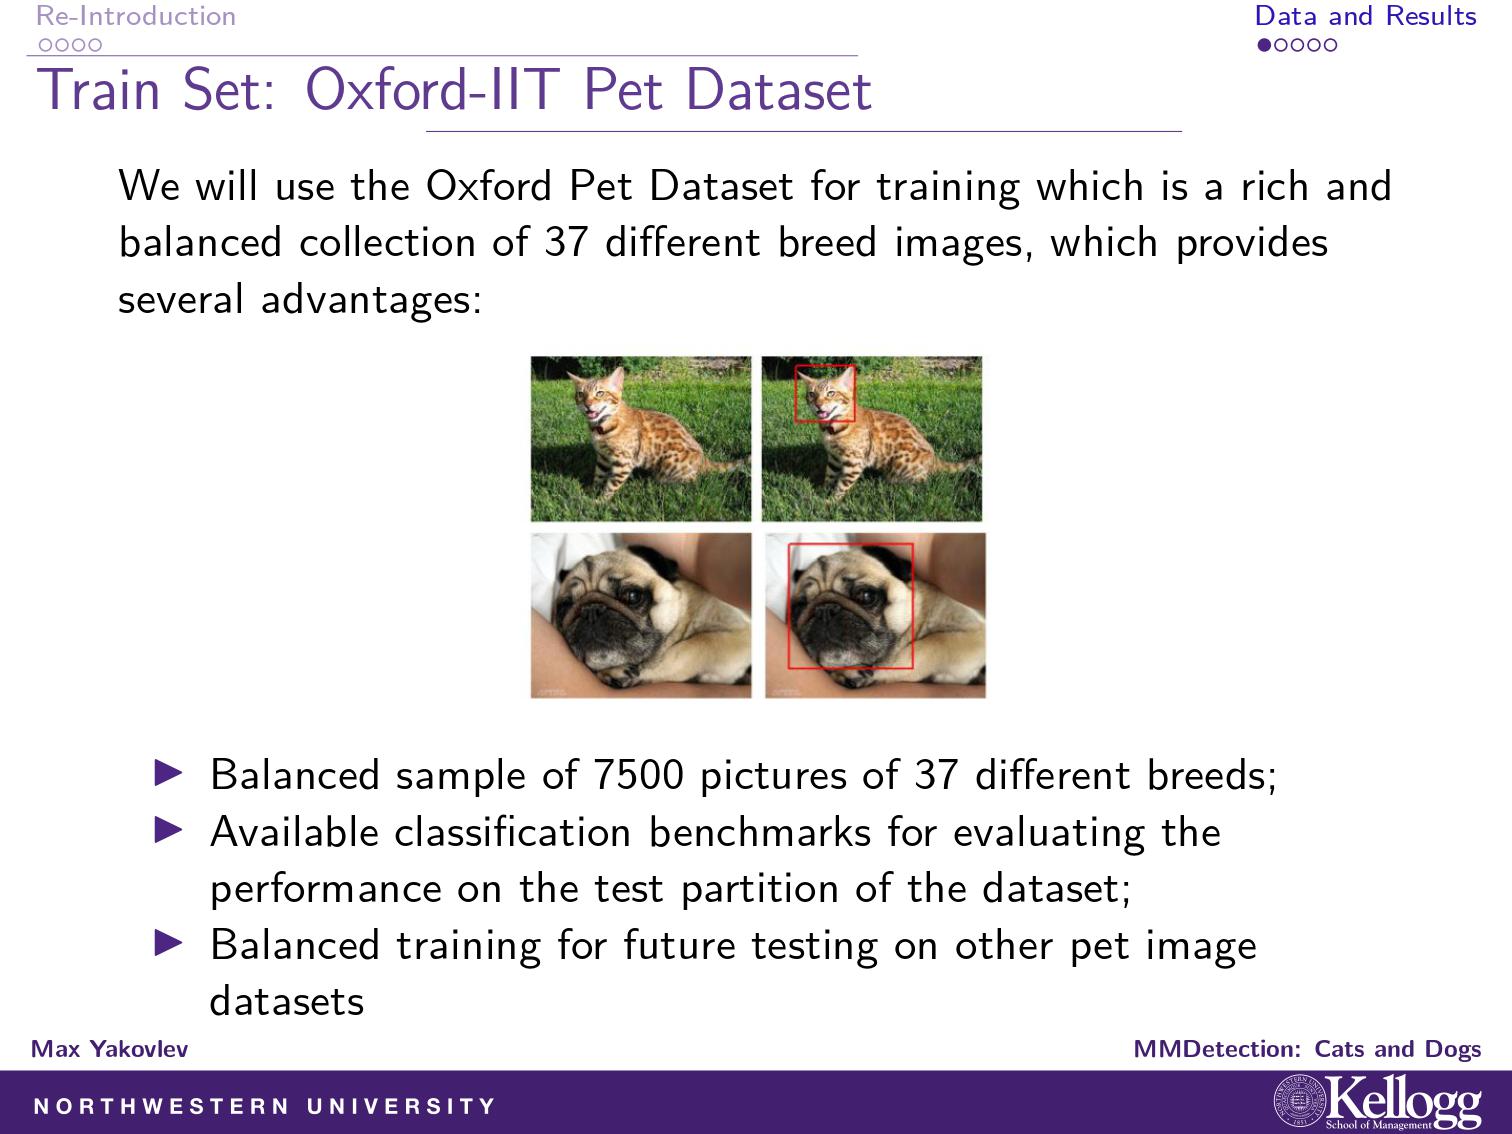 Re-Introduction
Data and Results
Train Set: Oxford-IIT Pet Dataset
We will use the Oxford Pet Dataset for training which is a rich and
balanced collection of 37 different breed images, which provides
several advantages:
Balanced sample of 7500 pictures of 37 different breeds;
Available classification benchmarks for evaluating the
performance on the test partition of the dataset;
Balanced training for future testing on other pet image
datasets
Max Yakovlev
MMDetection: Cats and Dogs
NORTHWESTERN UNIVERSITY
Kellogg
School of Management